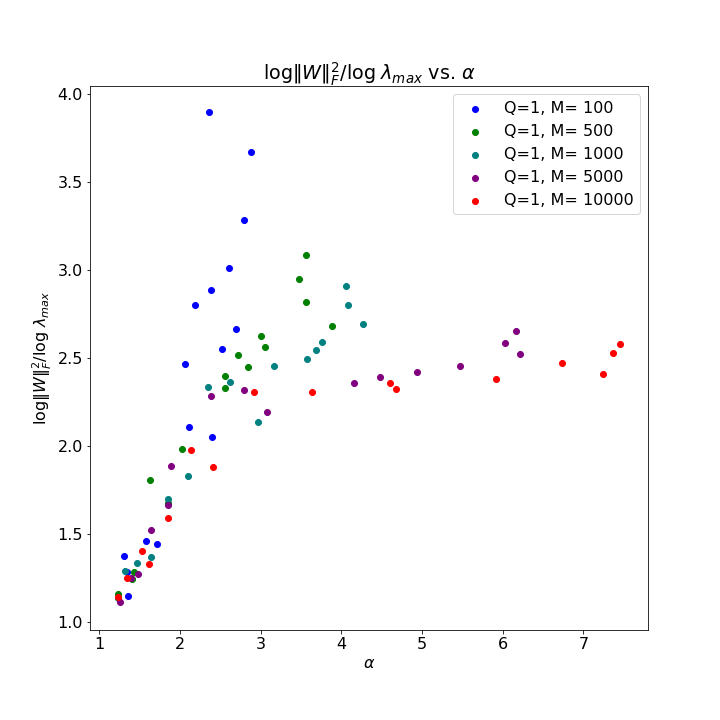 log‖W‖²_F/log λ_max vs. α
4.0
3.5
3.0
2.5
2.0
1.5
1.0
log‖W‖²_F/log λ_max
Q=1, M= 100
Q=1, M= 500
Q=1, M= 1000
Q=1, M= 5000
Q=1, M= 10000
1 2 3 4 5 6 7
α